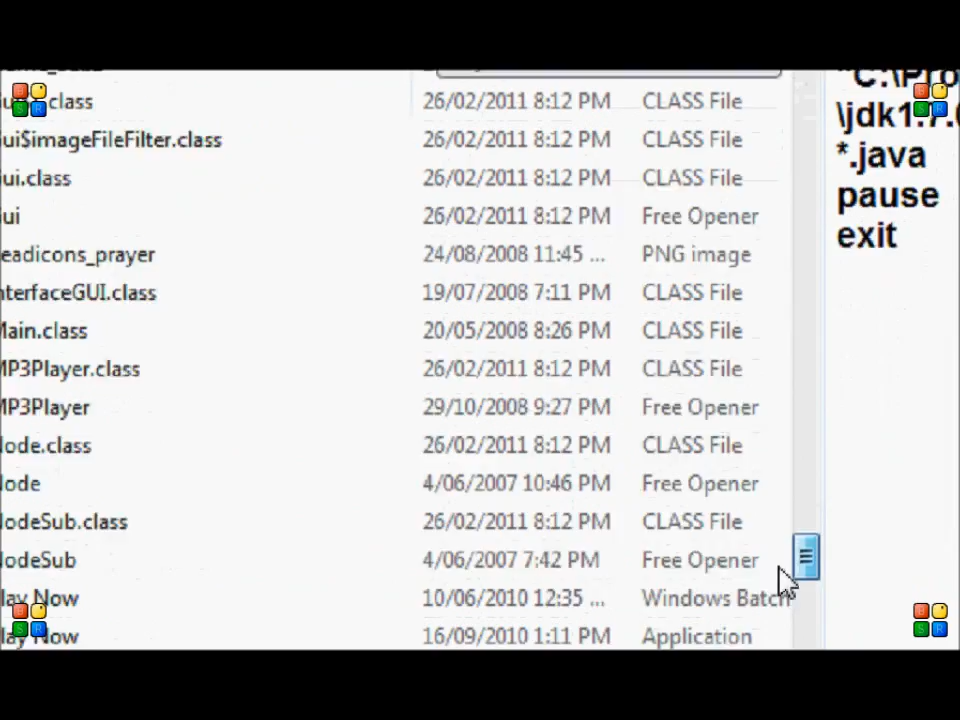 .class 26/02/2011 8:12 PM CLASS File
ui$imageFileFilter.class 26/02/2011 8:12 PM CLASS File
ui.class 26/02/2011 8:12 PM CLASS File
ui 26/02/2011 8:12 PM Free Opener
eadicons_prayer 24/08/2008 11:45 ... PNG image
nterfaceGUI.class 19/07/2008 7:11 PM CLASS File
Main.class 20/05/2008 8:26 PM CLASS File
MP3Player.class 26/02/2011 8:12 PM CLASS File
MP3Player 29/10/2008 9:27 PM Free Opener
Node.class 26/02/2011 8:12 PM CLASS File
Node 4/06/2007 10:46 PM Free Opener
NodeSub.class 26/02/2011 8:12 PM CLASS File
NodeSub 4/06/2007 7:42 PM Free Opener
lay Now 10/06/2010 12:35 ... Windows Batch
lay Now 16/09/2010 1:11 PM Application
"C:\Pro
\jdk1.7.0
*.java
pause
exit
B
S R
B
S R
B
S R
B
S R